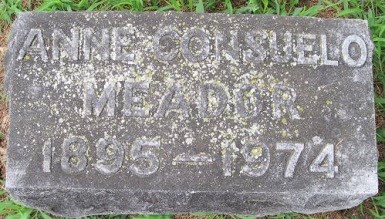 ANNE CONSUELO
MEADOR
1895 – 1974